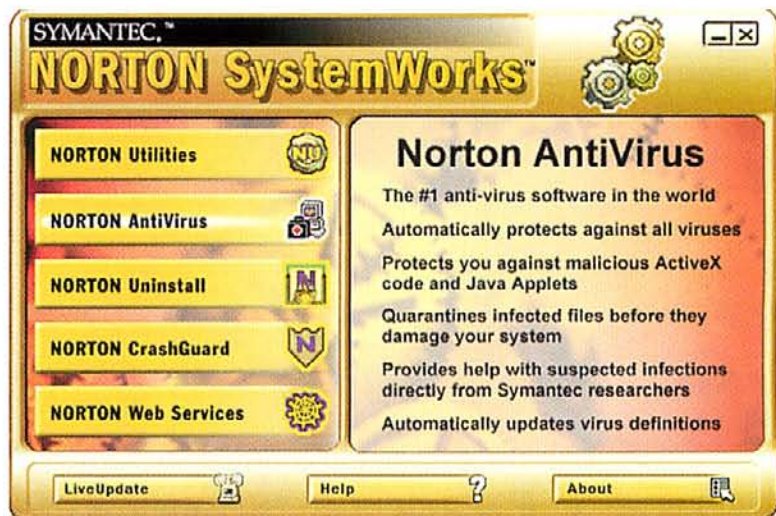 SYMANTEC.™
NORTON SystemWorks™
NORTON Utilities
NU
NORTON AntiVirus
NORTON Uninstall
N
NORTON CrashGuard
N
NORTON Web Services
Norton AntiVirus
The #1 anti-virus software in the world
Automatically protects against all viruses
Protects you against malicious ActiveX
code and Java Applets
Quarantines infected files before they
damage your system
Provides help with suspected infections
directly from Symantec researchers
Automatically updates virus definitions
LiveUpdate
Help
?
About